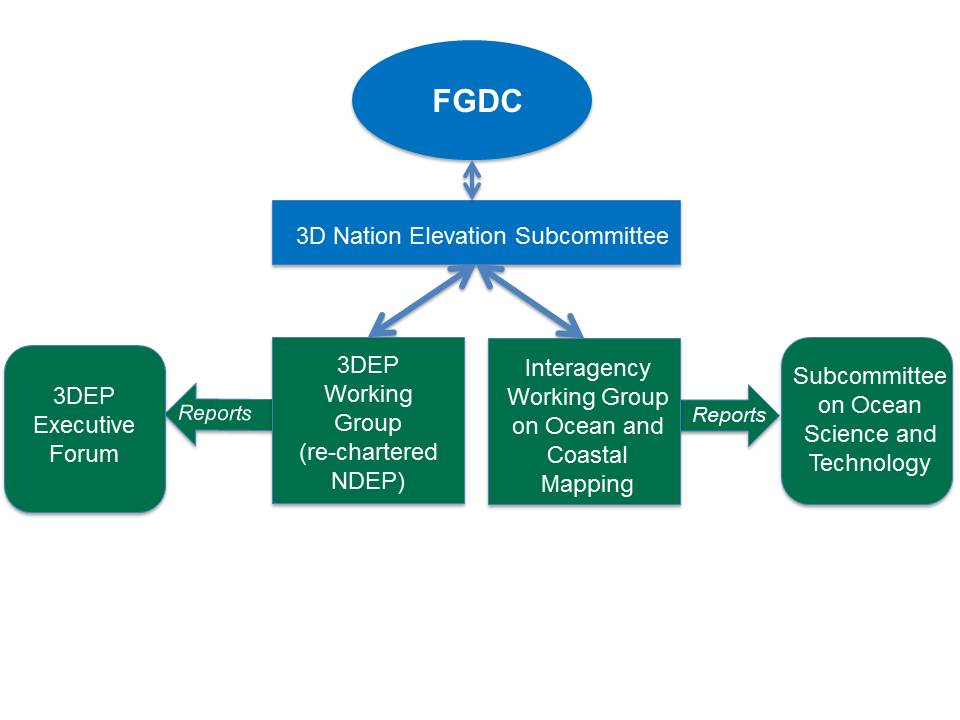 FGDC
3D Nation Elevation Subcommittee
3DEP
Executive
Forum
Reports
3DEP
Working
Group
(re-chartered
NDEP)
Interagency
Working Group
on Ocean and
Coastal
Mapping
Reports
Subcommittee
on Ocean
Science and
Technology